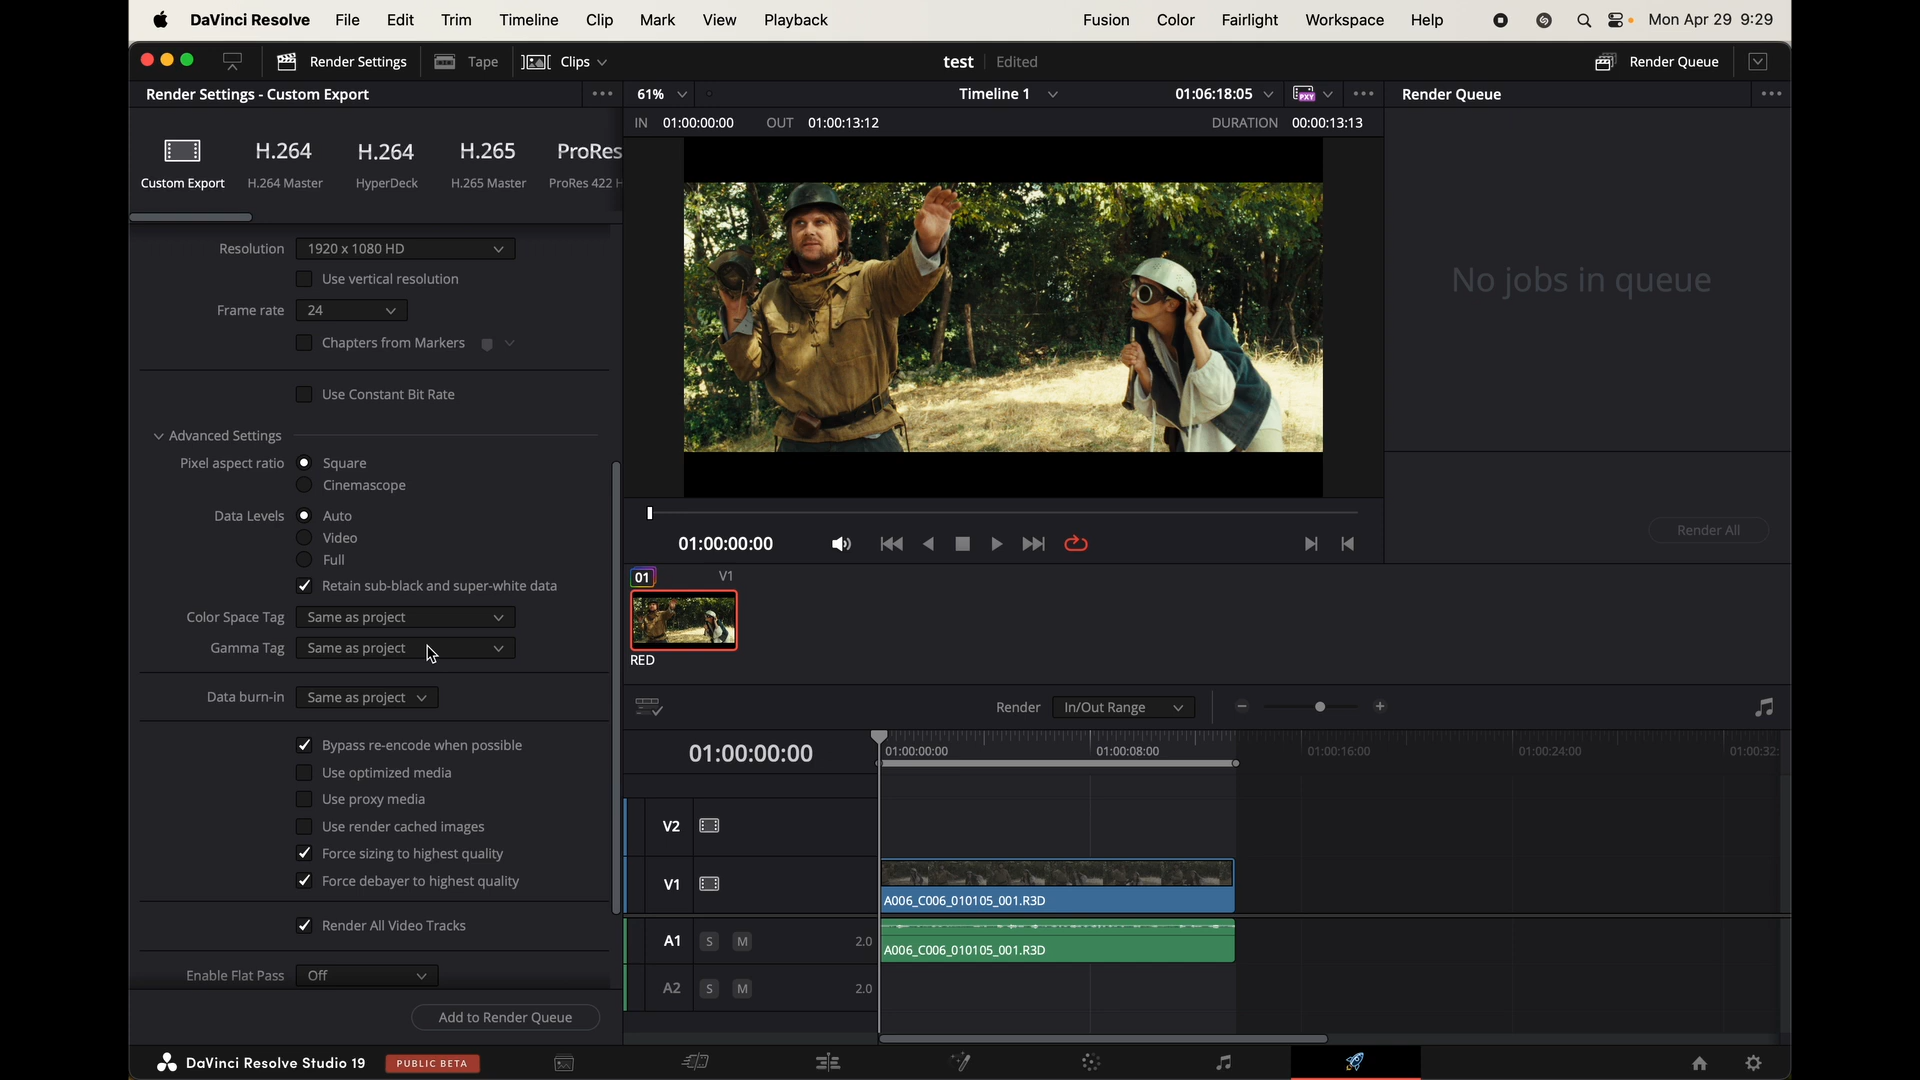 DaVinci Resolve File Edit Trim Timeline Clip Mark View Playback Fusion Color Fairlight Workspace Help Mon Apr 29 9:29
Render Settings Tape Clips test Edited Render Queue
Render Settings - Custom Export 61% Timeline 1 01:06:18:05 PXY Render Queue
IN 01:00:00:00 OUT 01:00:13:12 DURATION 00:00:13:13
H.264 H.264 H.265 ProRes
Custom Export H.264 Master HyperDeck H.265 Master ProRes 422 H
Resolution 1920 x 1080 HD
Use vertical resolution
No jobs in queue
Frame rate 24
Chapters from Markers
Use Constant Bit Rate
Advanced Settings
Pixel aspect ratio Square
Cinemascope
Data Levels Auto
Video
Full
Retain sub-black and super-white data
Color Space Tag Same as project
Gamma Tag Same as project
Data burn-in Same as project
Bypass re-encode when possible
Use optimized media
Use proxy media
Use render cached images
Force sizing to highest quality
Force debayer to highest quality
Render All Video Tracks
Enable Flat Pass Off
Add to Render Queue
Render All
01:00:00:00
01 V1
RED
Render In/Out Range
01:00:00:00 01:00:00:00 01:00:08:00 01:00:16:00 01:00:24:00 01:00:32:
V2
V1
A006_C006_010105_001.R3D
A1 S M 2.0
A006_C006_010105_001.R3D
A2 S M 2.0
DaVinci Resolve Studio 19 PUBLIC BETA